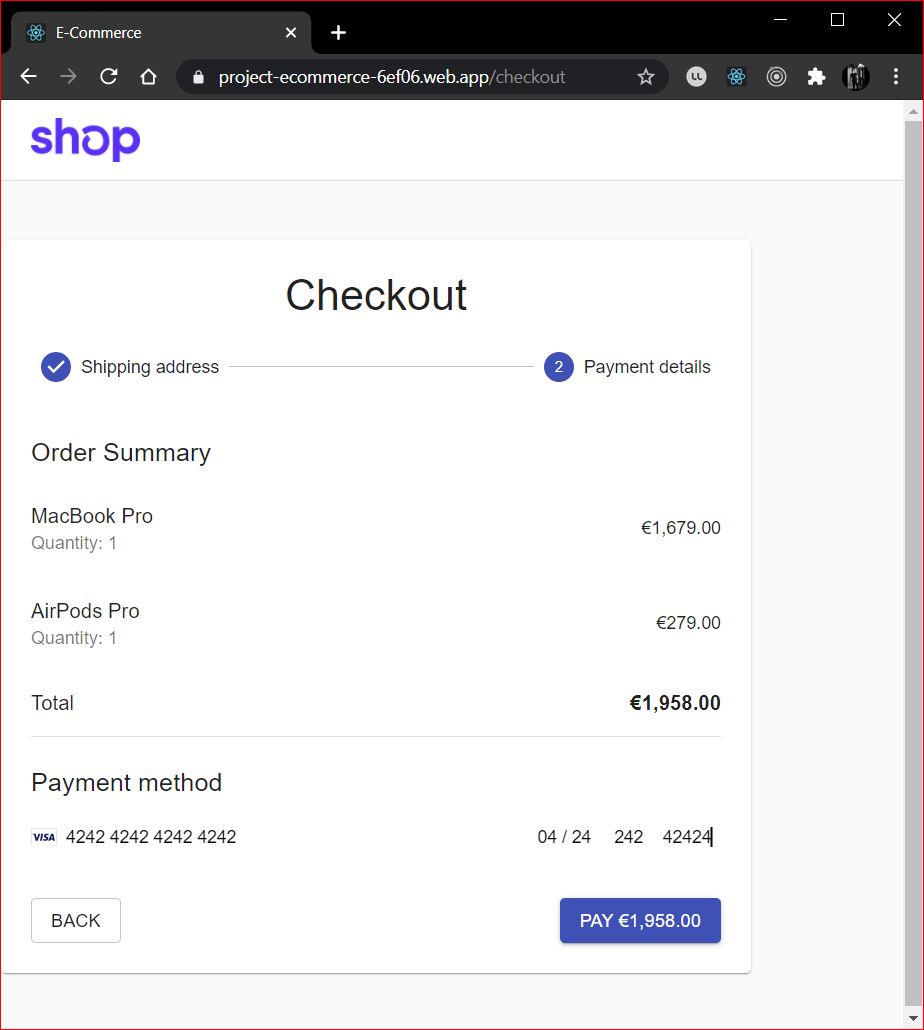 E-Commerce
project-ecommerce-6ef06.web.app/checkout
shop
Checkout
Shipping address 2 Payment details
Order Summary
MacBook Pro
€1,679.00
Quantity: 1
AirPods Pro
€279.00
Quantity: 1
Total €1,958.00
Payment method
VISA 4242 4242 4242 4242 04 / 24 242 42424
BACK PAY €1,958.00